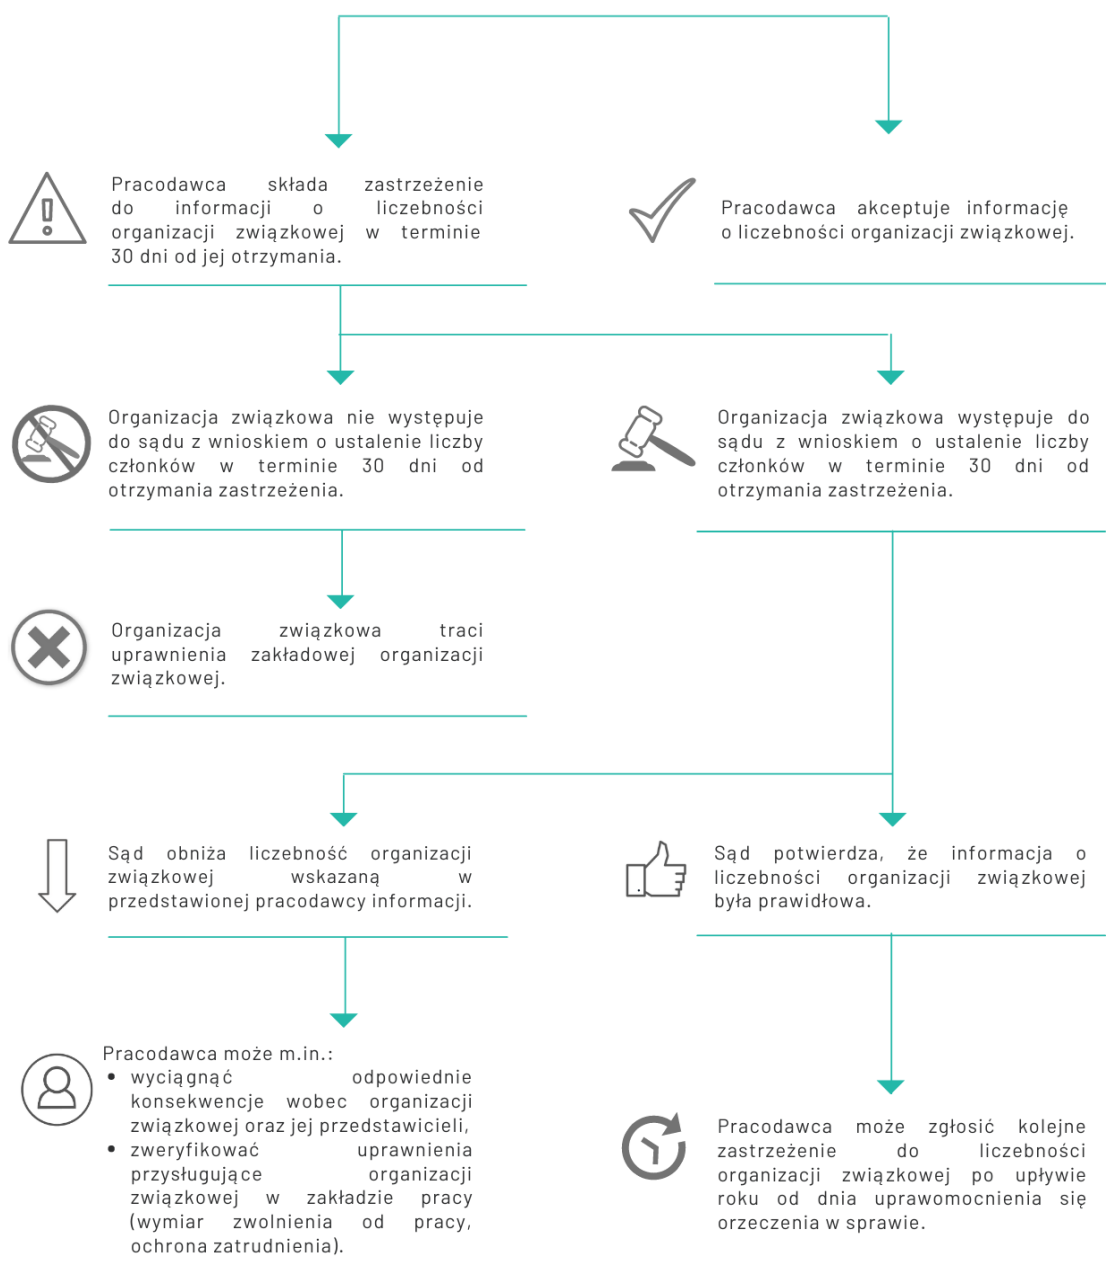 Pracodawca składa zastrzeżenie
do informacji o liczebności
organizacji związkowej w terminie
30 dni od jej otrzymania.
Pracodawca akceptuje informację
o liczebności organizacji związkowej.
Organizacja związkowa nie występuje
do sądu z wnioskiem o ustalenie liczby
członków w terminie 30 dni od
otrzymania zastrzeżenia.
Organizacja związkowa występuje do
sądu z wnioskiem o ustalenie liczby
członków w terminie 30 dni od
otrzymania zastrzeżenia.
Organizacja związkowa traci
uprawnienia zakładowej organizacji
związkowej.
Sąd obniża liczebność organizacji
związkowej wskazaną w
przedstawionej pracodawcy informacji.
Sąd potwierdza, że informacja o
liczebności organizacji związkowej
była prawidłowa.
Pracodawca może m.in.:
• wyciągnąć odpowiednie
konsekwencje wobec organizacji
związkowej oraz jej przedstawicieli,
• zweryfikować uprawnienia
przysługujące organizacji
związkowej w zakładzie pracy
(wymiar zwolnienia od pracy,
ochrona zatrudnienia).
Pracodawca może zgłosić kolejne
zastrzeżenie do liczebności
organizacji związkowej po upływie
roku od dnia uprawomocnienia się
orzeczenia w sprawie.